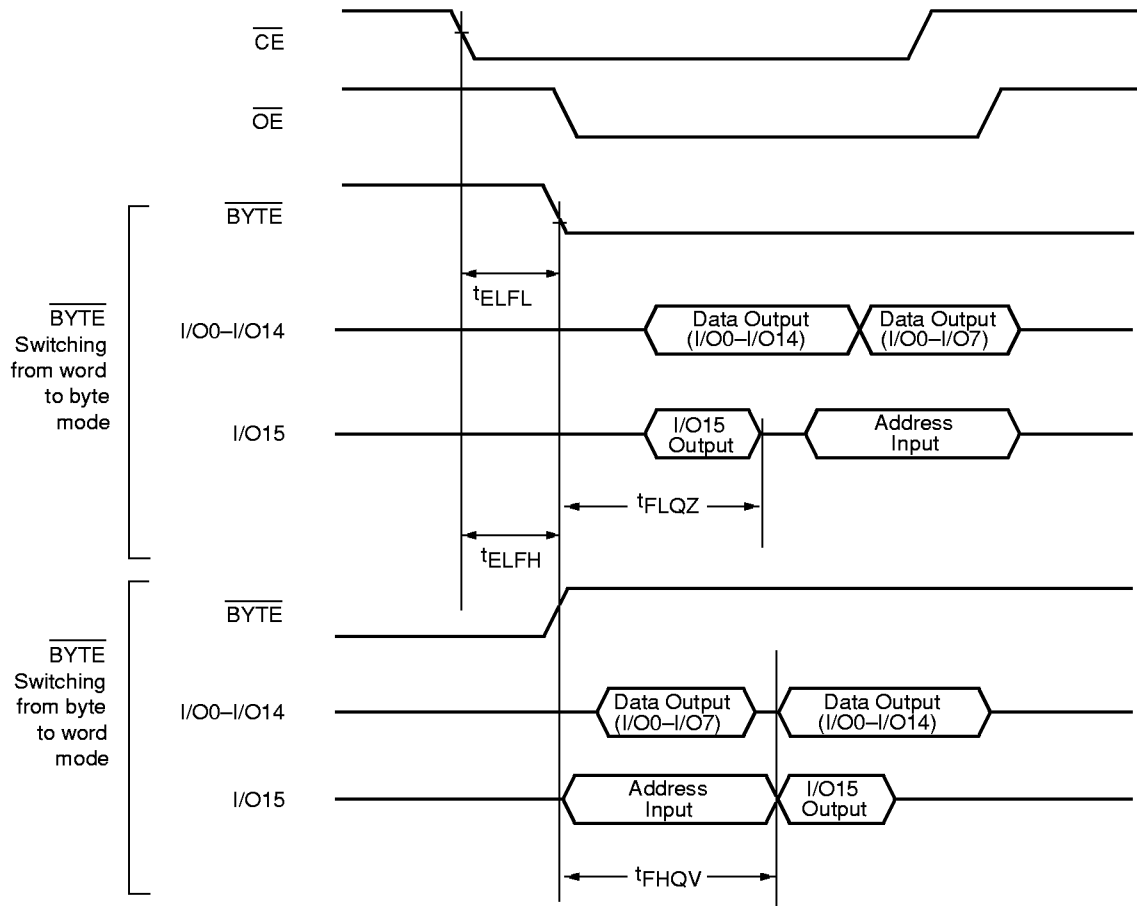 CE
OE
BYTE
tELFL
BYTE
Switching
from word
to byte
mode
I/O0–I/O14
Data Output
(I/O0–I/O14)
Data Output
(I/O0–I/O7)
I/O15
I/O15
Output
Address
Input
tFLQZ
tELFH
BYTE
BYTE
Switching
from byte
to word
mode
I/O0–I/O14
Data Output
(I/O0–I/O7)
Data Output
(I/O0–I/O14)
I/O15
Address
Input
I/O15
Output
tFHQV